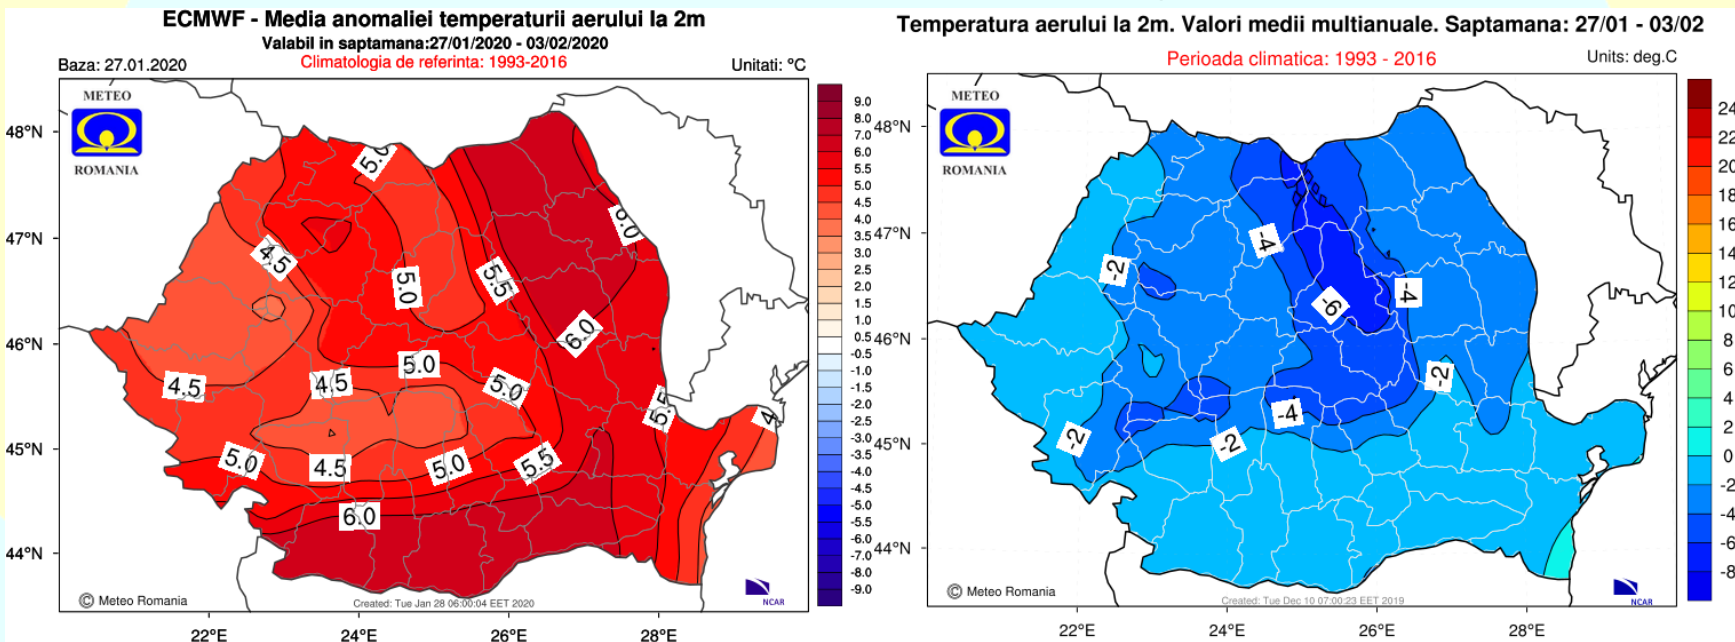 ECMWF - Media anomaliei temperaturii aerului la 2m
Valabil in saptamana:27/01/2020 - 03/02/2020
Climatologia de referinta: 1993-2016
Baza: 27.01.2020
Unitati: ºC
METEO
ROMANIA
48°N
47°N
46°N
45°N
44°N
22°E
24°E
26°E
28°E
5.0
6.0
4.5
5.0
5.5
6.0
5.0
4.5
4.5
5.0
5.5
4
5.0
4.5
5.0
5.5
6.0
9.0
8.0
7.0
6.0
5.5
5.0
4.5
4.0
3.5
3.0
2.5
2.0
1.5
1.0
0.5
-0.5
-1.0
-1.5
-2.0
-2.5
-3.0
-3.5
-4.0
-4.5
-5.0
-5.5
-6.0
-7.0
-8.0
-9.0
© Meteo Romania
Created: Tue Jan 28 06:00:04 EET 2020
NCAR
Temperatura aerului la 2m. Valori medii multianuale. Saptamana: 27/01 - 03/02
Perioada climatica: 1993 - 2016
Units: deg.C
METEO
ROMANIA
48°N
47°N
46°N
45°N
44°N
22°E
24°E
26°E
28°E
-4
-2
-6
-4
-2
-4
-2
-2
24
22
20
18
16
14
12
10
8
6
4
2
0
-2
-4
-6
-8
© Meteo Romania
Created: Tue Dec 10 07:00:23 EET 2019
NCAR